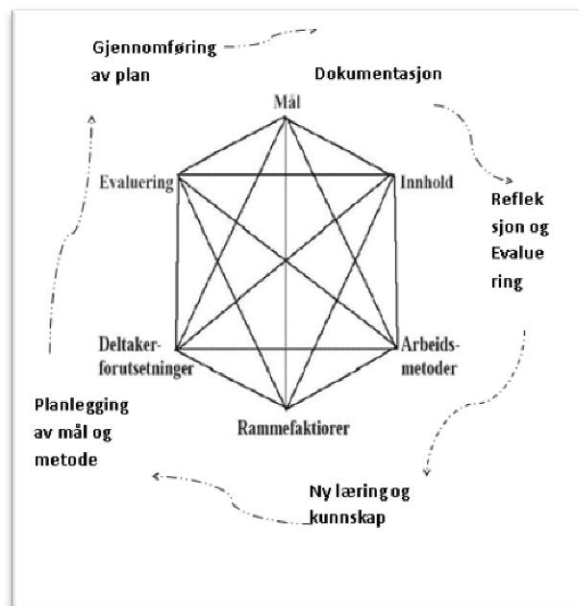 Gjennomføring
av plan
Dokumentasjon
Mål
Evaluering
Innhold
Reflek
sjon og
Evalue
ring
Deltaker-
forutsetninger
Arbeids-
metoder
Planlegging
av mål og
metode
Rammefaktiorer
Ny læring og
kunnskap